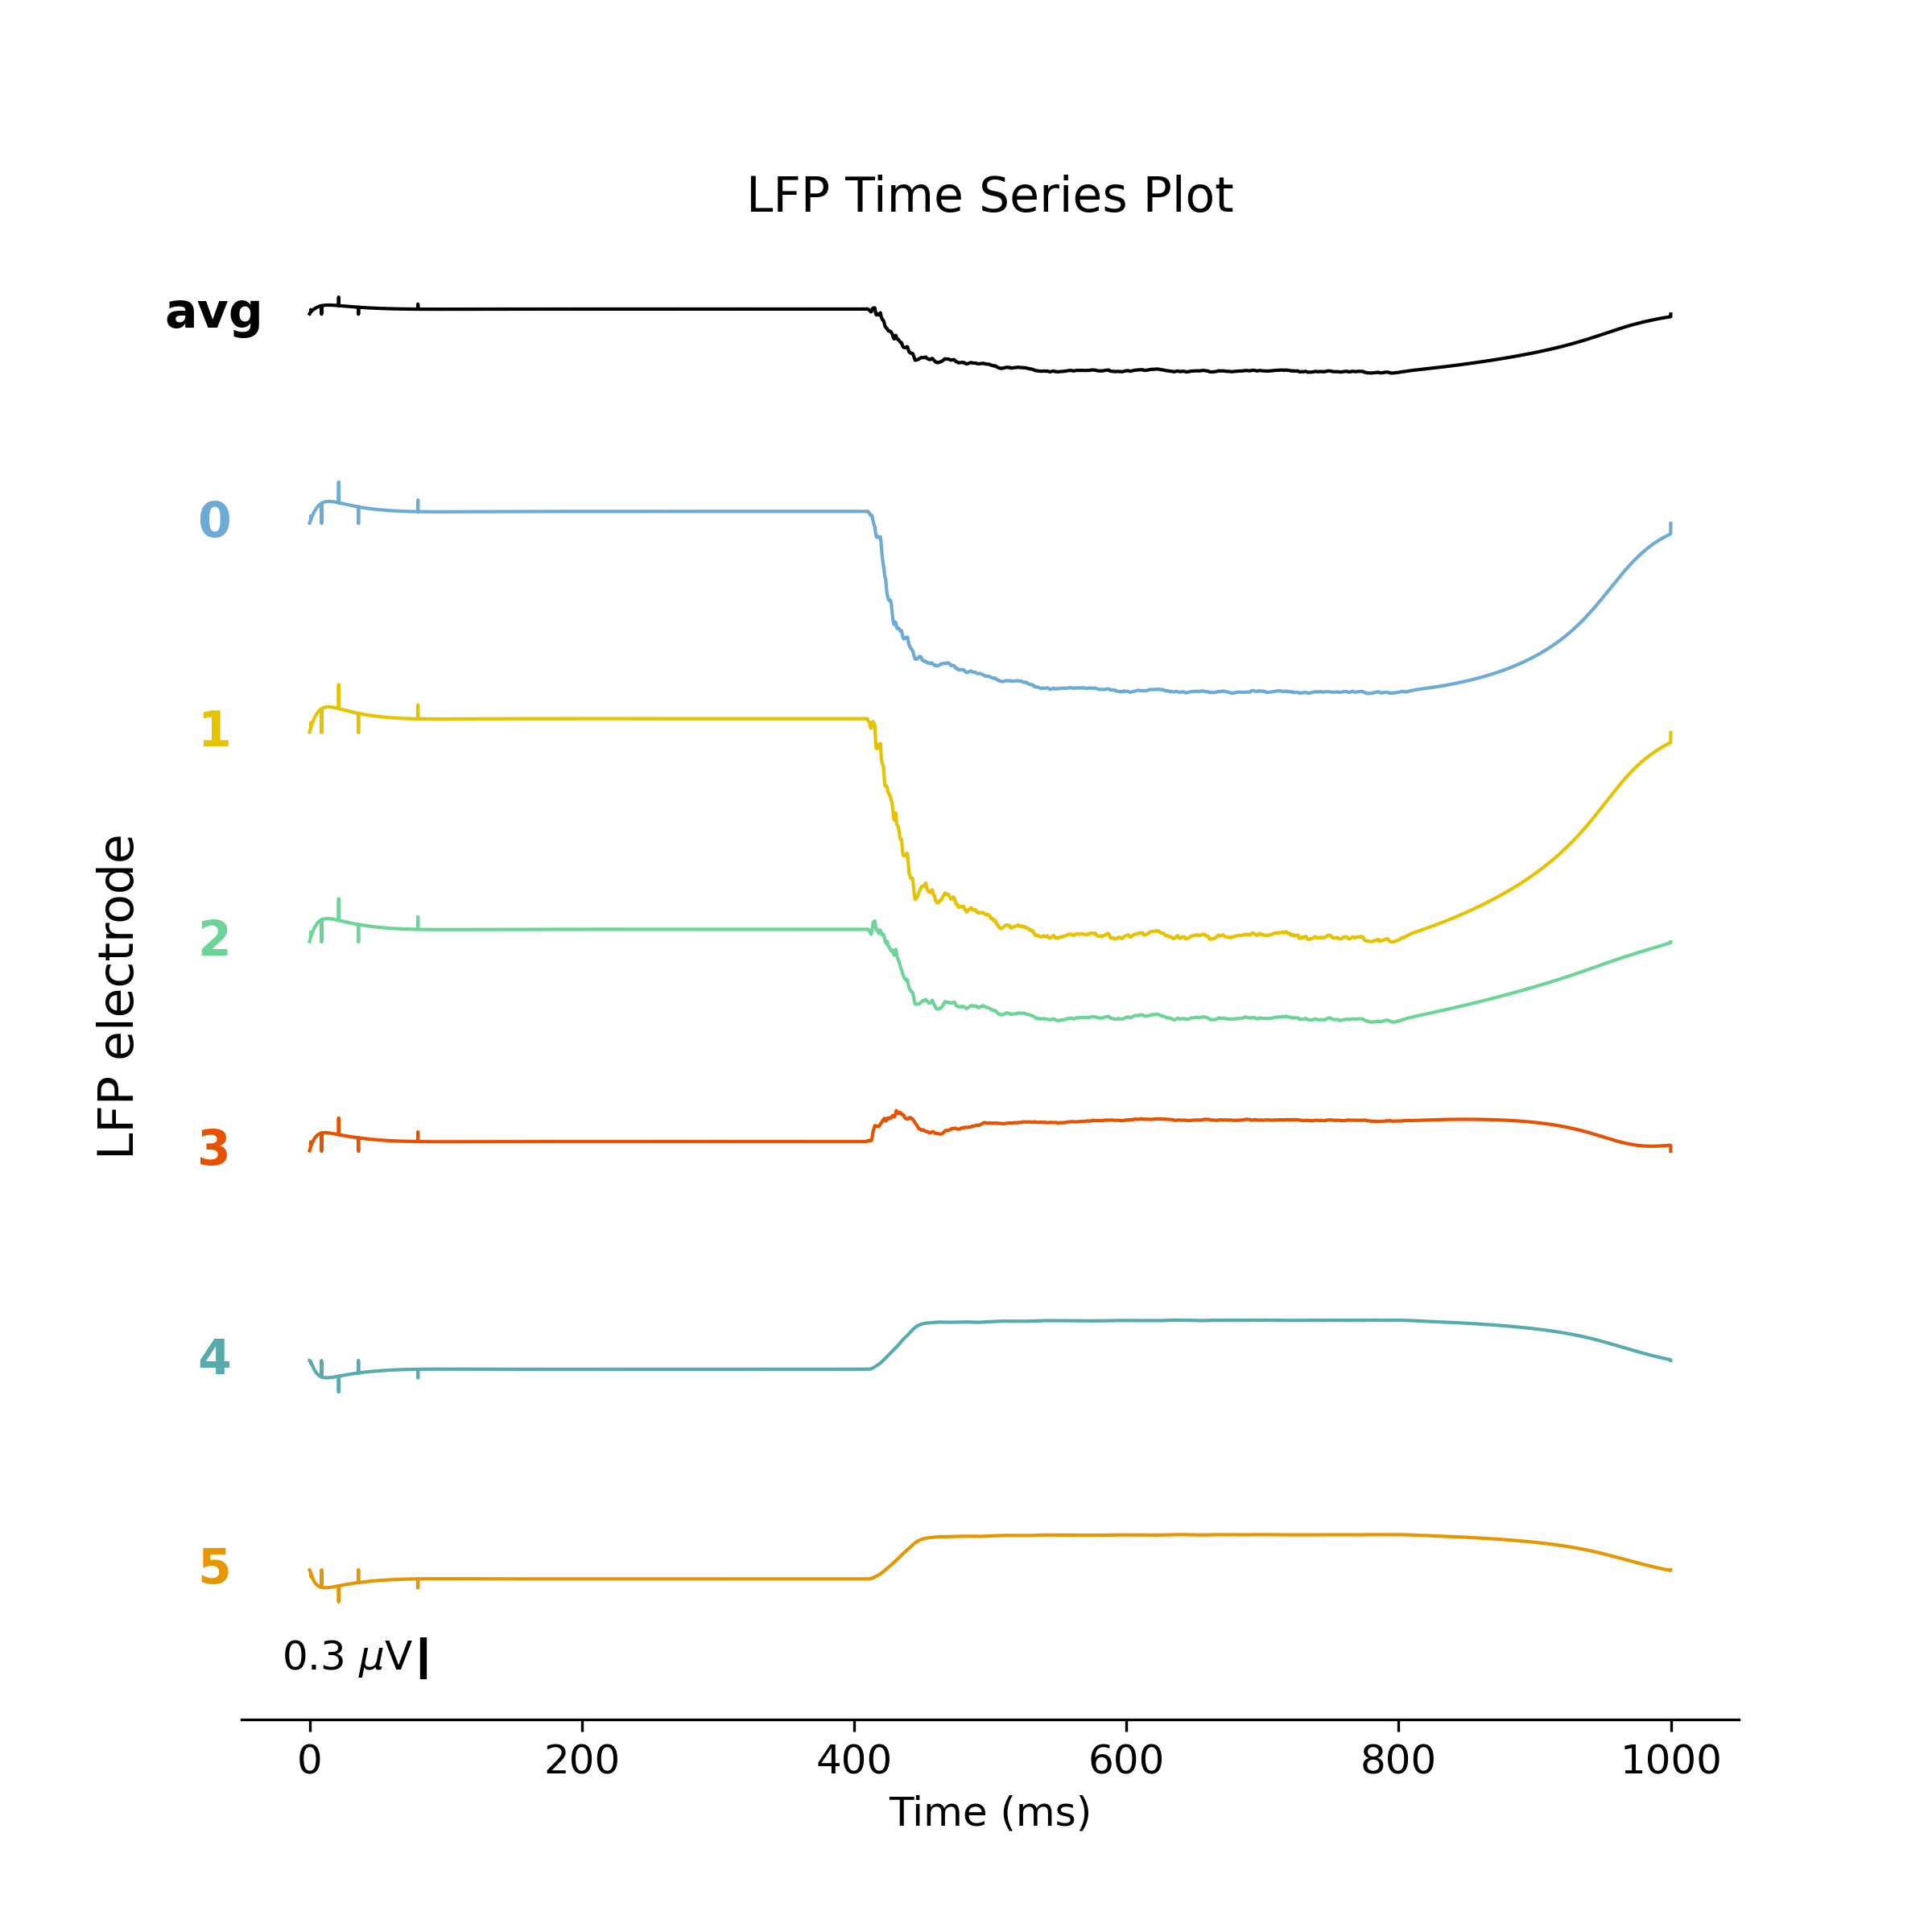 LFP Time Series Plot
avg
0
1
2
3
4
5
LFP electrode
0.3 μV
0 200 400 600 800 1000
Time (ms)